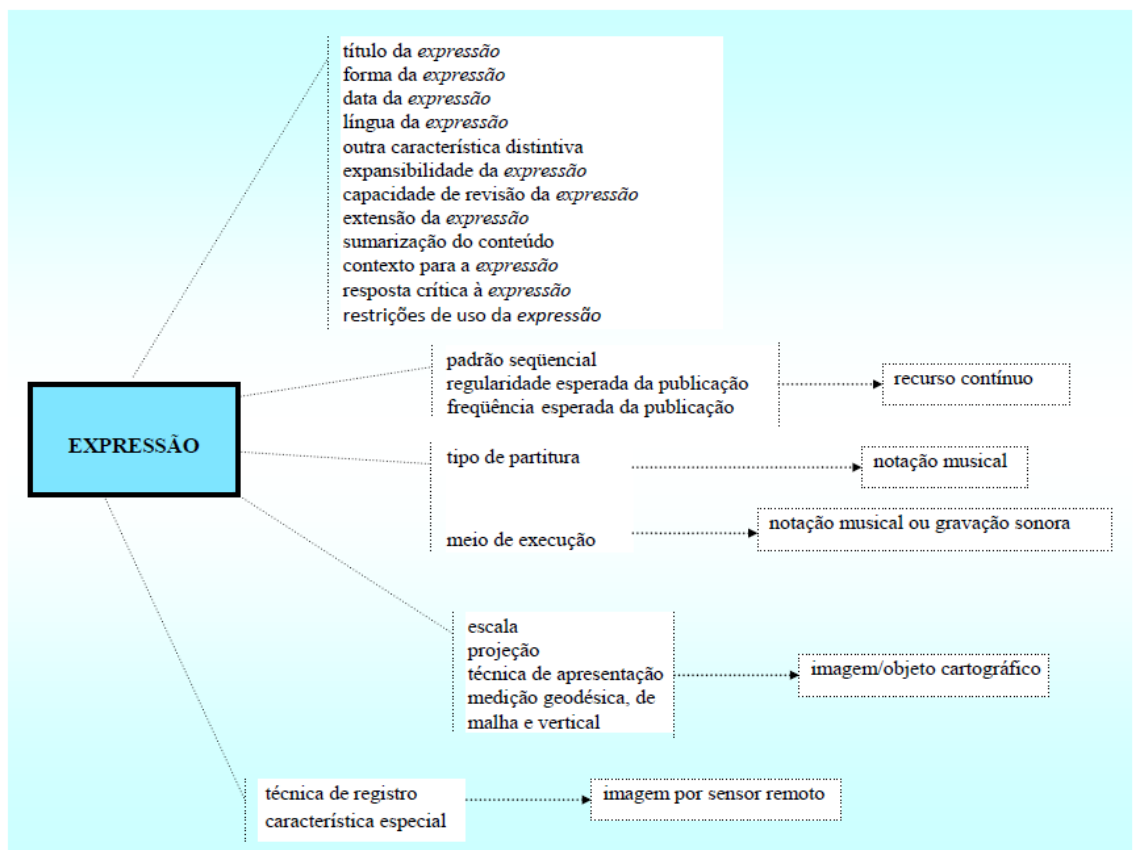 título da expressão
forma da expressão
data da expressão
língua da expressão
outra característica distintiva
expansibilidade da expressão
capacidade de revisão da expressão
extensão da expressão
sumarização do conteúdo
contexto para a expressão
resposta crítica à expressão
restrições de uso da expressão
padrão seqüencial
regularidade esperada da publicação
freqüência esperada da publicação
recurso contínuo
EXPRESSÃO
tipo de partitura
notação musical
meio de execução
notação musical ou gravação sonora
escala
projeção
técnica de apresentação
medição geodésica, de
malha e vertical
imagem/objeto cartográfico
técnica de registro
característica especial
imagem por sensor remoto